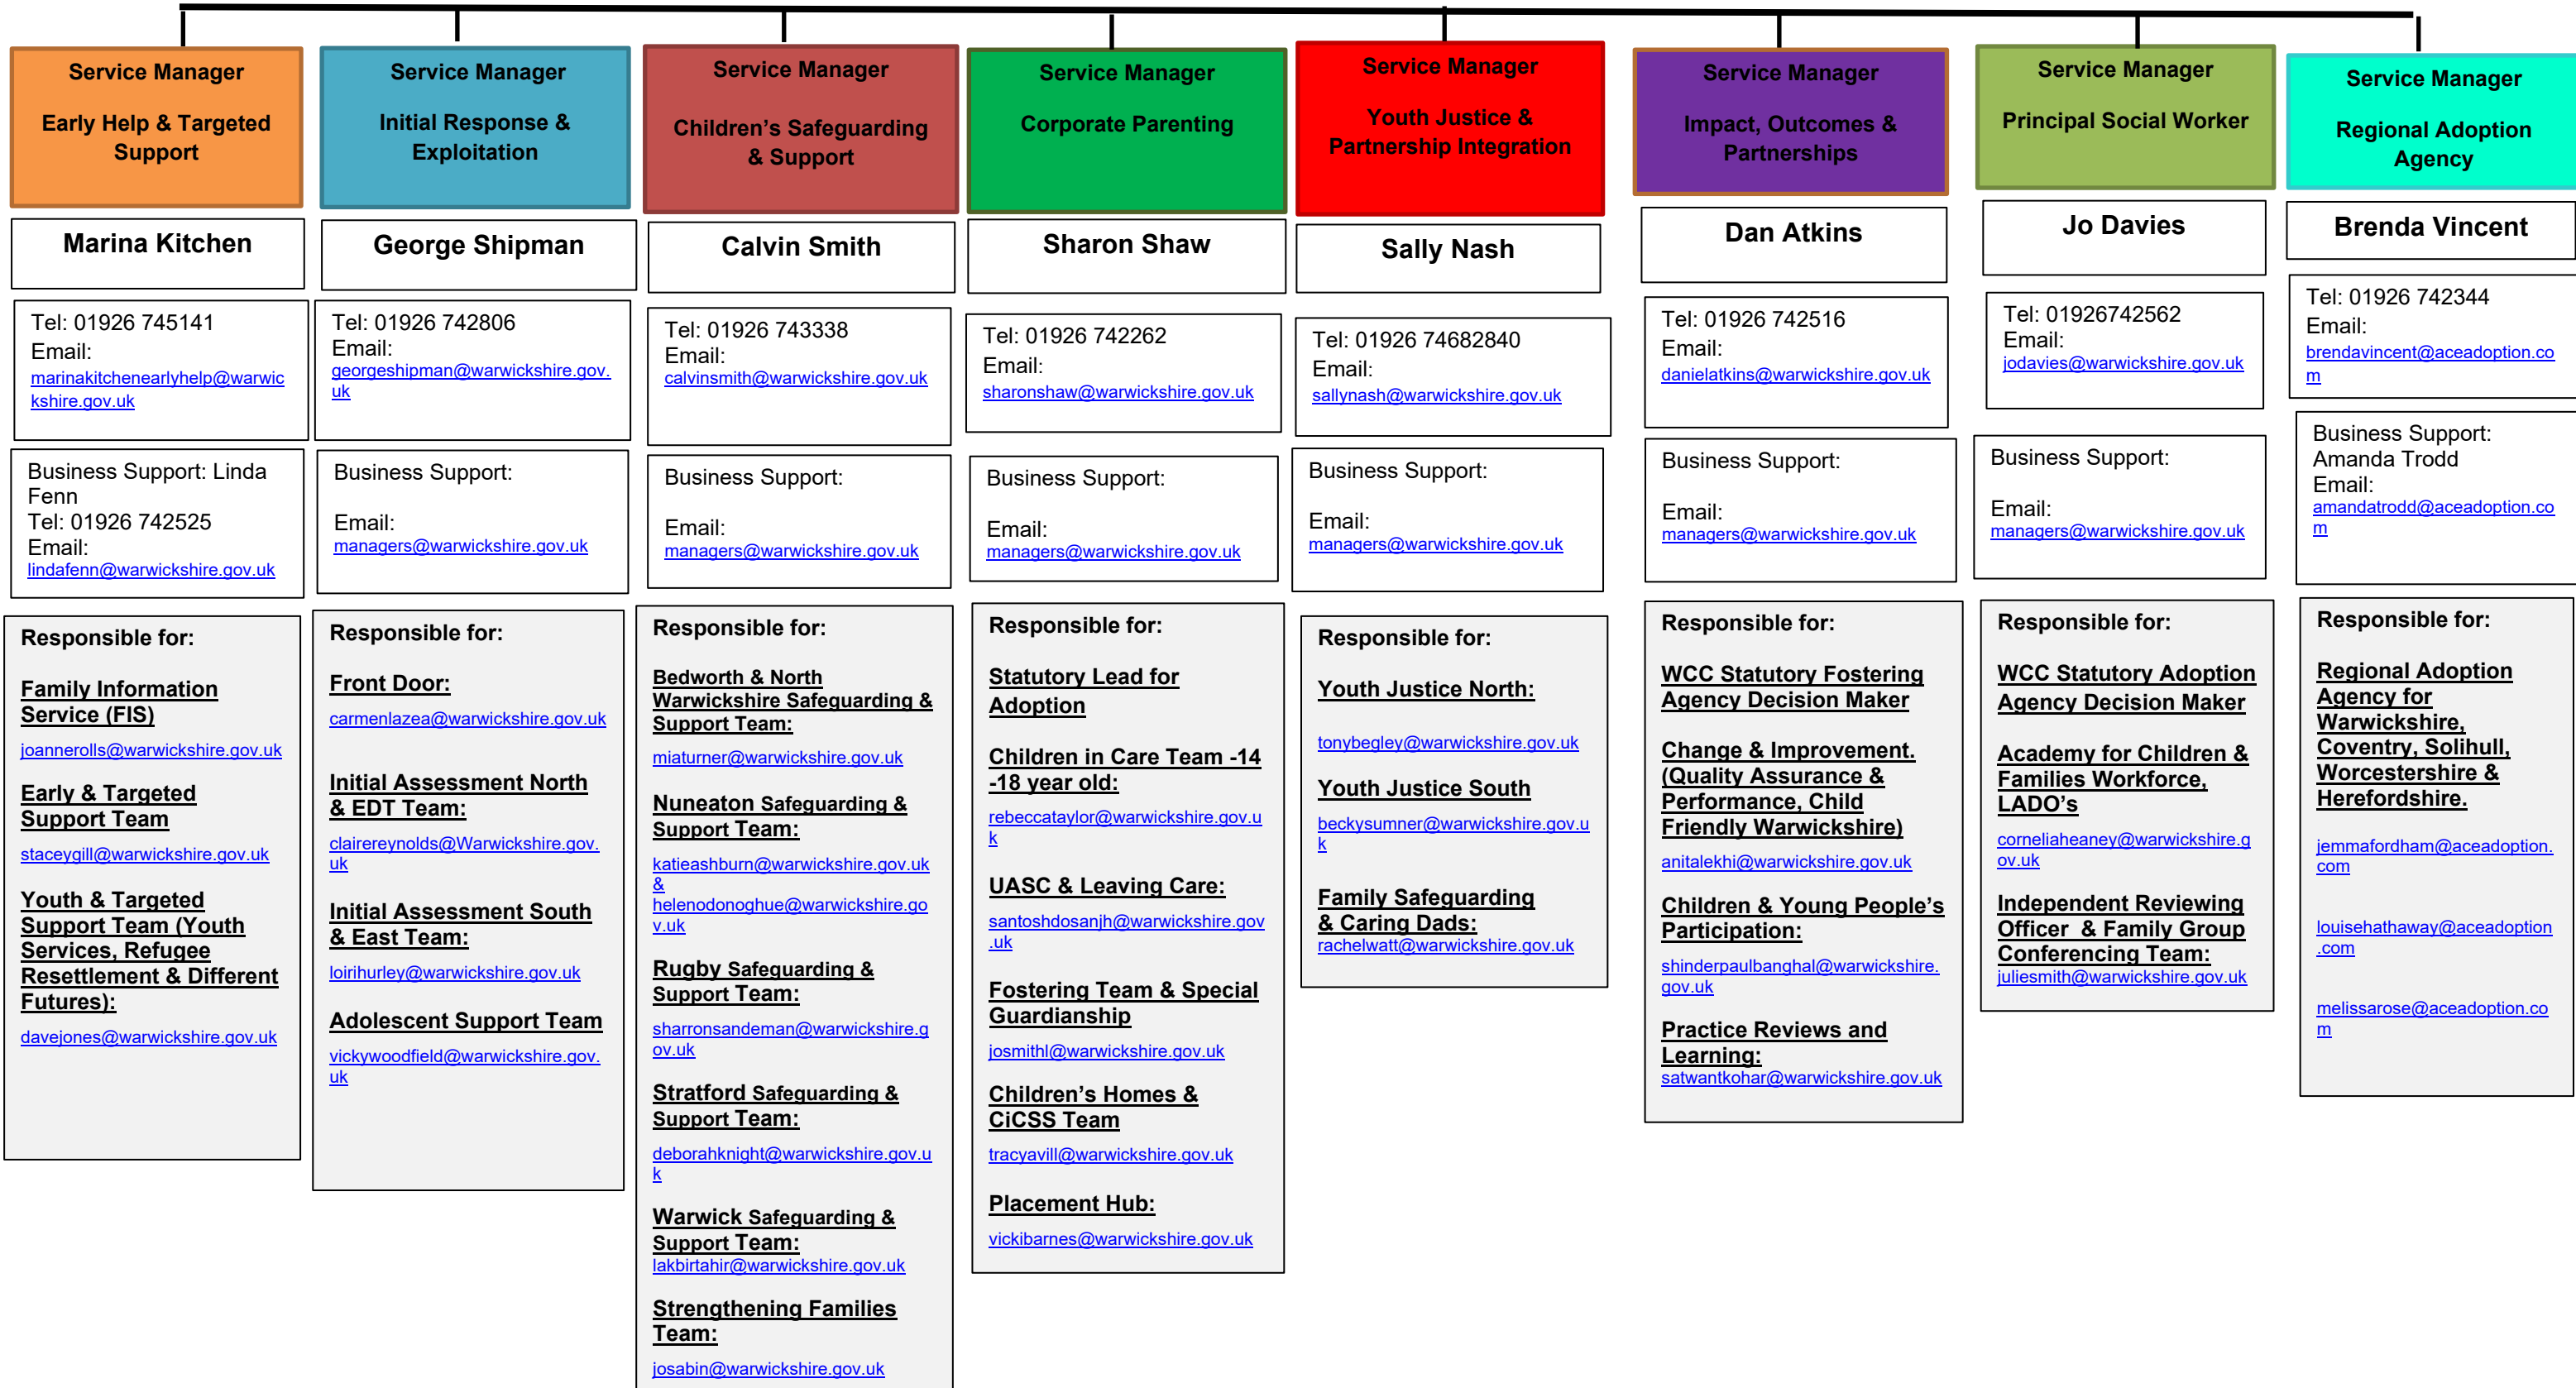 Service Manager
Early Help & Targeted
Support
Marina Kitchen
Tel: 01926 745141
Email:
marinakitchenearlyhelp@warwic
kshire.gov.uk
Business Support: Linda
Fenn
Tel: 01926 742525
Email:
lindafenn@warwickshire.gov.uk
Responsible for:
Family Information
Service (FIS)
joannerolls@warwickshire.gov.uk
Early & Targeted
Support Team
staceygill@warwickshire.gov.uk
Youth & Targeted
Support Team (Youth
Services, Refugee
Resettlement & Different
Futures):
davejones@warwickshire.gov.uk
Service Manager
Initial Response &
Exploitation
George Shipman
Tel: 01926 742806
Email:
georgeshipman@warwickshire.gov.
uk
Business Support:
Email:
managers@warwickshire.gov.uk
Responsible for:
Front Door:
carmenlazea@warwickshire.gov.uk
Initial Assessment North
& EDT Team:
clairereynolds@Warwickshire.gov.
uk
Initial Assessment South
& East Team:
loirihurley@warwickshire.gov.uk
Adolescent Support Team
vickywoodfield@warwickshire.gov.
uk
Service Manager
Children's Safeguarding
& Support
Calvin Smith
Tel: 01926 743338
Email:
calvinsmith@warwickshire.gov.uk
Business Support:
Email:
managers@warwickshire.gov.uk
Responsible for:
Bedworth & North
Warwickshire Safeguarding &
Support Team:
miaturner@warwickshire.gov.uk
Nuneaton Safeguarding &
Support Team:
katieashburn@warwickshire.gov.uk
&
helenodonoghue@warwickshire.go
v.uk
Rugby Safeguarding &
Support Team:
sharronsandeman@warwickshire.g
ov.uk
Stratford Safeguarding &
Support Team:
deborahknight@warwickshire.gov.u
k
Warwick Safeguarding &
Support Team:
lakbirtahir@warwickshire.gov.uk
Strengthening Families
Team:
josabin@warwickshire.gov.uk
Service Manager
Corporate Parenting
Sharon Shaw
Tel: 01926 742262
Email:
sharonshaw@warwickshire.gov.uk
Business Support:
Email:
managers@warwickshire.gov.uk
Responsible for:
Statutory Lead for
Adoption
Children in Care Team -14
-18 year old:
rebeccataylor@warwickshire.gov.u
k
UASC & Leaving Care:
santoshdosanjh@warwickshire.gov
.uk
Fostering Team & Special
Guardianship
josmithl@warwickshire.gov.uk
Children's Homes &
CiCSS Team
tracyavill@warwickshire.gov.uk
Placement Hub:
vickibarnes@warwickshire.gov.uk
Service Manager
Youth Justice &
Partnership Integration
Sally Nash
Tel: 01926 74682840
Email:
sallynash@warwickshire.gov.uk
Business Support:
Email:
managers@warwickshire.gov.uk
Responsible for:
Youth Justice North:
tonybegley@warwickshire.gov.uk
Youth Justice South
beckysumner@warwickshire.gov.u
k
Family Safeguarding
& Caring Dads:
rachelwatt@warwickshire.gov.uk
Service Manager
Impact, Outcomes &
Partnerships
Dan Atkins
Tel: 01926 742516
Email:
danielatkins@warwickshire.gov.uk
Business Support:
Email:
managers@warwickshire.gov.uk
Responsible for:
WCC Statutory Fostering
Agency Decision Maker
Change & Improvement.
(Quality Assurance &
Performance, Child
Friendly Warwickshire)
anitalekhi@warwickshire.gov.uk
Children & Young People's
Participation:
shinderpaulbanghal@warwickshire.
gov.uk
Practice Reviews and
Learning:
satwantkohar@warwickshire.gov.uk
Service Manager
Principal Social Worker
Jo Davies
Tel: 01926742562
Email:
jodavies@warwickshire.gov.uk
Business Support:
Email:
managers@warwickshire.gov.uk
Responsible for:
WCC Statutory Adoption
Agency Decision Maker
Academy for Children &
Families Workforce,
LADO's
corneliaheaney@warwickshire.g
ov.uk
Independent Reviewing
Officer & Family Group
Conferencing Team:
juliesmith@warwickshire.gov.uk
Service Manager
Regional Adoption
Agency
Brenda Vincent
Tel: 01926 742344
Email:
brendavincent@aceadoption.co
m
Business Support:
Amanda Trodd
Email:
amandatrodd@aceadoption.co
m
Responsible for:
Regional Adoption
Agency for
Warwickshire,
Coventry, Solihull,
Worcestershire &
Herefordshire.
jemmafordham@aceadoption.
com
louisehathaway@aceadoption
.com
melissarose@aceadoption.co
m